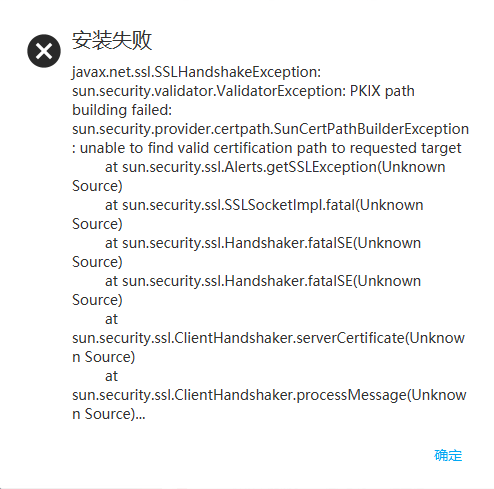 安装失败
javax.net.ssl.SSLHandshakeException:
sun.security.validator.ValidatorException: PKIX path
building failed:
sun.security.provider.certpath.SunCertPathBuilderException
: unable to find valid certification path to requested target
at sun.security.ssl.Alerts.getSSLException(Unknown
Source)
at sun.security.ssl.SSLSocketImpl.fatal(Unknown
Source)
at sun.security.ssl.Handshaker.fatalSE(Unknown
Source)
at sun.security.ssl.Handshaker.fatalSE(Unknown
Source)
at
sun.security.ssl.ClientHandshaker.serverCertificate(Unknow
n Source)
at
sun.security.ssl.ClientHandshaker.processMessage(Unknow
n Source)...
确定